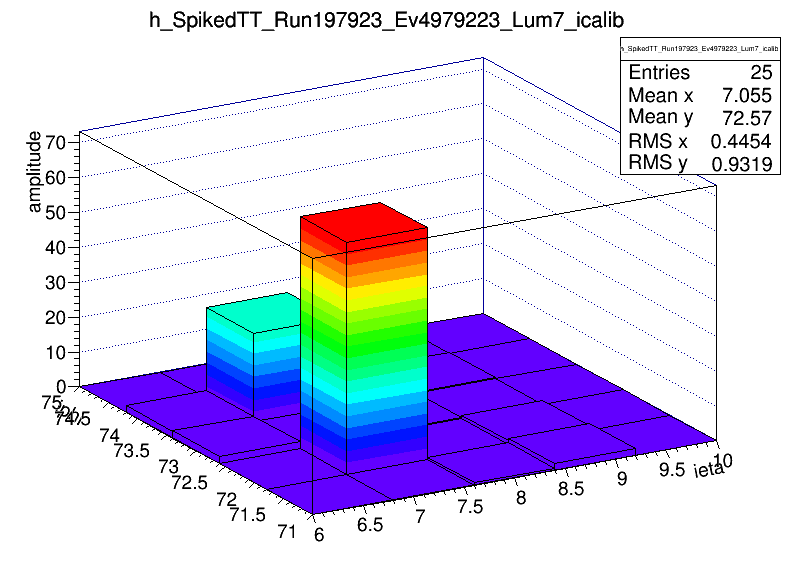 h_SpikedTT_Run197923_Ev4979223_Lum7_icalib
h_SpikedTT_Run197923_Ev4979223_Lum7_icalib
Entries 25
Mean x 7.055
Mean y 72.57
RMS x 0.4454
RMS y 0.9319
amplitude
70
60
50
40
30
20
10
0
75
74.5
74
73.5
73
72.5
72
71.5
71
6
6.5
7
7.5
8
8.5
9
9.5
10
ieta